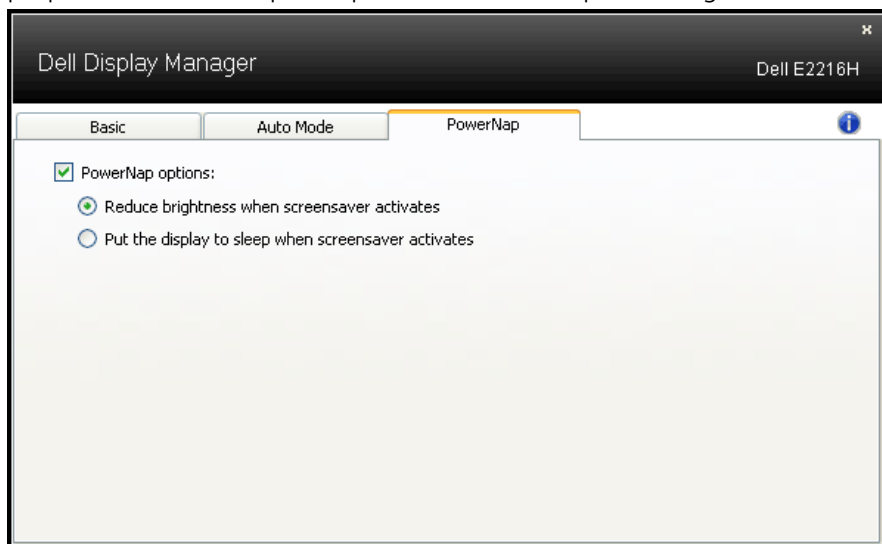 Dell Display Manager
Dell E2216H
Basic
Auto Mode
PowerNap
PowerNap options:
Reduce brightness when screensaver activates
Put the display to sleep when screensaver activates